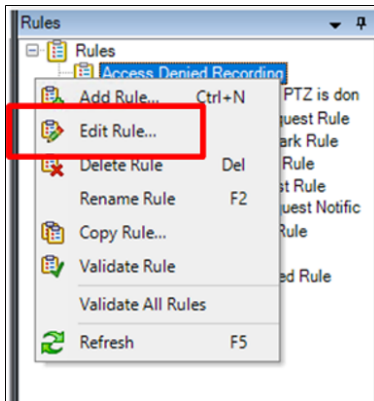 Rules
Rules
Access Denied Recording
Add Rule... Ctrl+N
PTZ is don
Edit Rule...
quest Rule
ark Rule
Delete Rule Del
Rule
st Rule
Rename Rule F2
quest Notific
Copy Rule...
Rule
Validate Rule
ed Rule
Validate All Rules
Refresh F5